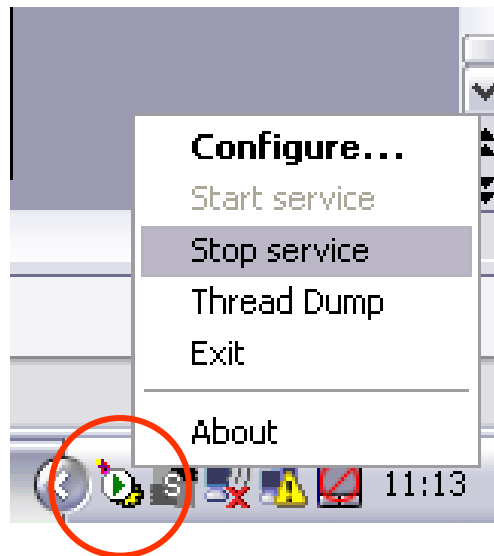 Configure...
Start service
Stop service
Thread Dump
Exit
About
S
11:13